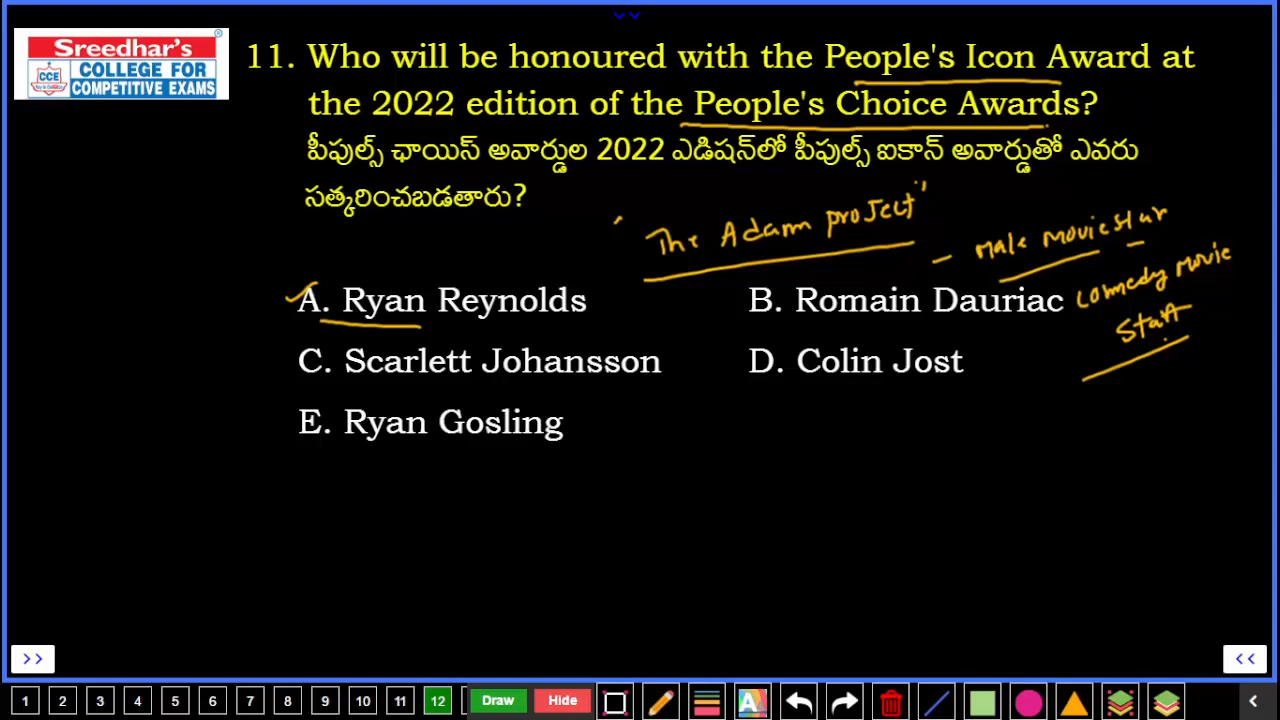 Sreedhar's
CCE
COLLEGE FOR
COMPETITIVE EXAMS
11. Who will be honoured with the People's Icon Award at
the 2022 edition of the People's Choice Awards?
పీపుల్స్ ఛాయిస్ అవార్డుల 2022 ఎడిషన్‌లో పీపుల్స్ ఐకాన్ అవార్డుతో ఎవరు
సత్కరించబడతారు?
"The Adam project"
- Male Movie Star
Comedy Movie
Star
A. Ryan Reynolds
B. Romain Dauriac
C. Scarlett Johansson
D. Colin Jost
E. Ryan Gosling
>>
<<
1 2 3 4 5 6 7 8 9 10 11 12 Draw Hide A <